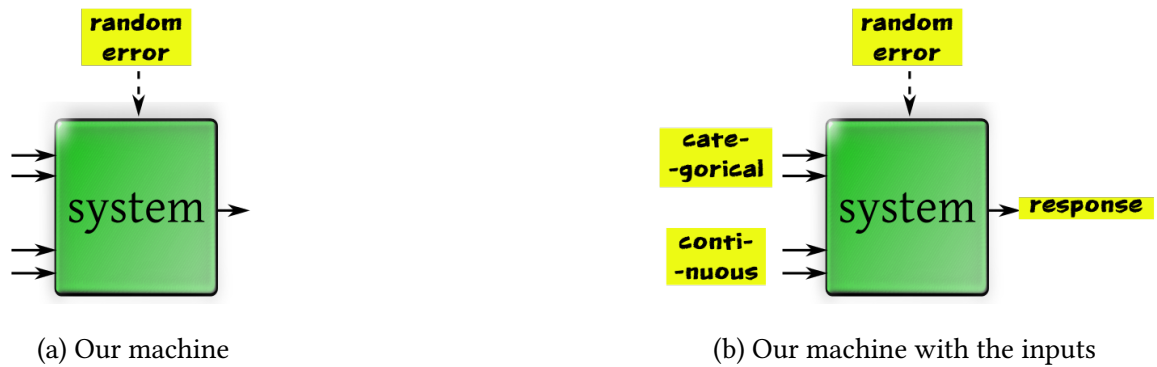 random
error
system
(a) Our machine
random
error
cate-
-gorical
conti-
-nuous
system
response
(b) Our machine with the inputs